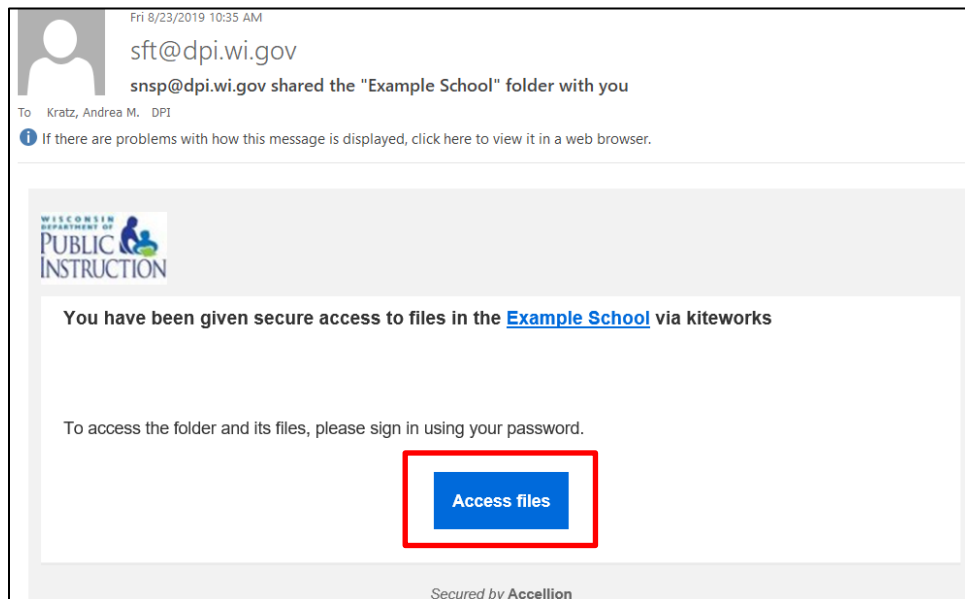 Fri 8/23/2019 10:35 AM
sft@dpi.wi.gov
snsp@dpi.wi.gov shared the "Example School" folder with you
To Kratz, Andrea M. DPI
If there are problems with how this message is displayed, click here to view it in a web browser.
WISCONSIN
DEPARTMENT OF
PUBLIC
INSTRUCTION
You have been given secure access to files in the Example School via kiteworks
To access the folder and its files, please sign in using your password.
Access files
Secured by Accellion